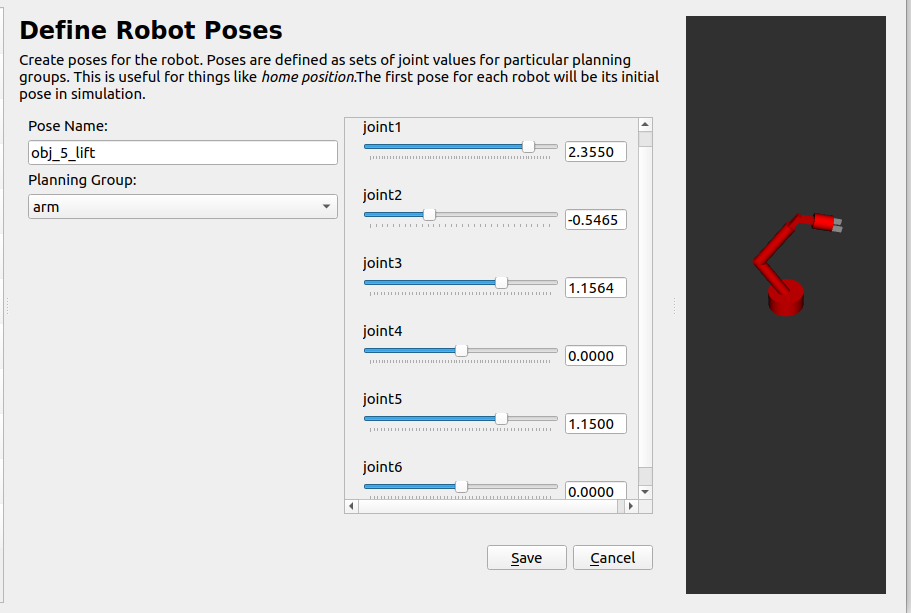 Define Robot Poses
Create poses for the robot. Poses are defined as sets of joint values for particular planning
groups. This is useful for things like home position.The first pose for each robot will be its initial
pose in simulation.
Pose Name:
obj_5_lift
Planning Group:
arm
joint1
2.3550
joint2
-0.5465
joint3
1.1564
joint4
0.0000
joint5
1.1500
joint6
0.0000
Save
Cancel